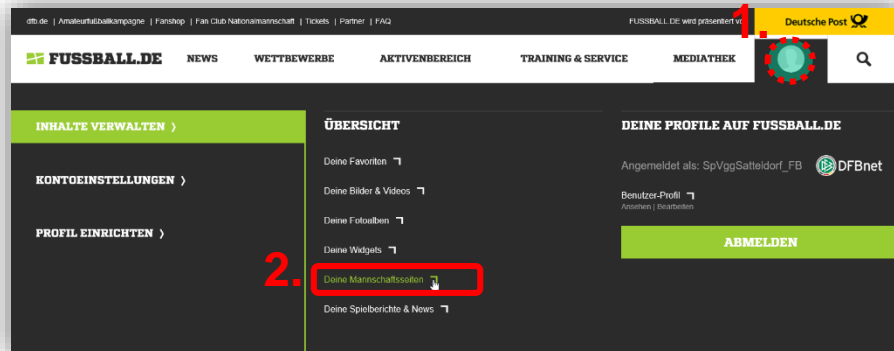 dfb.de | Amateurfußballkampagne | Fanshop | Fan Club Nationalmannschaft | Tickets | Partner | FAQ
FUSSBALL.DE wird präsentiert
1.
Deutsche Post
FUSSBALL.DE NEWS WETTBEWERBE AKTIVENBEREICH TRAINING & SERVICE MEDIATHEK
INHALTE VERWALTEN
KONTOEINSTELLUNGEN
PROFIL EINRICHTEN
ÜBERSICHT
Deine Favoriten
Deine Bilder & Videos
Deine Fotoalben
Deine Widgets
2.
Deine Mannschaftsseiten
Deine Spielberichte & News
DEINE PROFILE AUF FUSSBALL.DE
Angemeldet als: SpVggSatteldorf_FB DFBnet
Benutzer-Profil
Ansehen | Bearbeiten
ABMELDEN